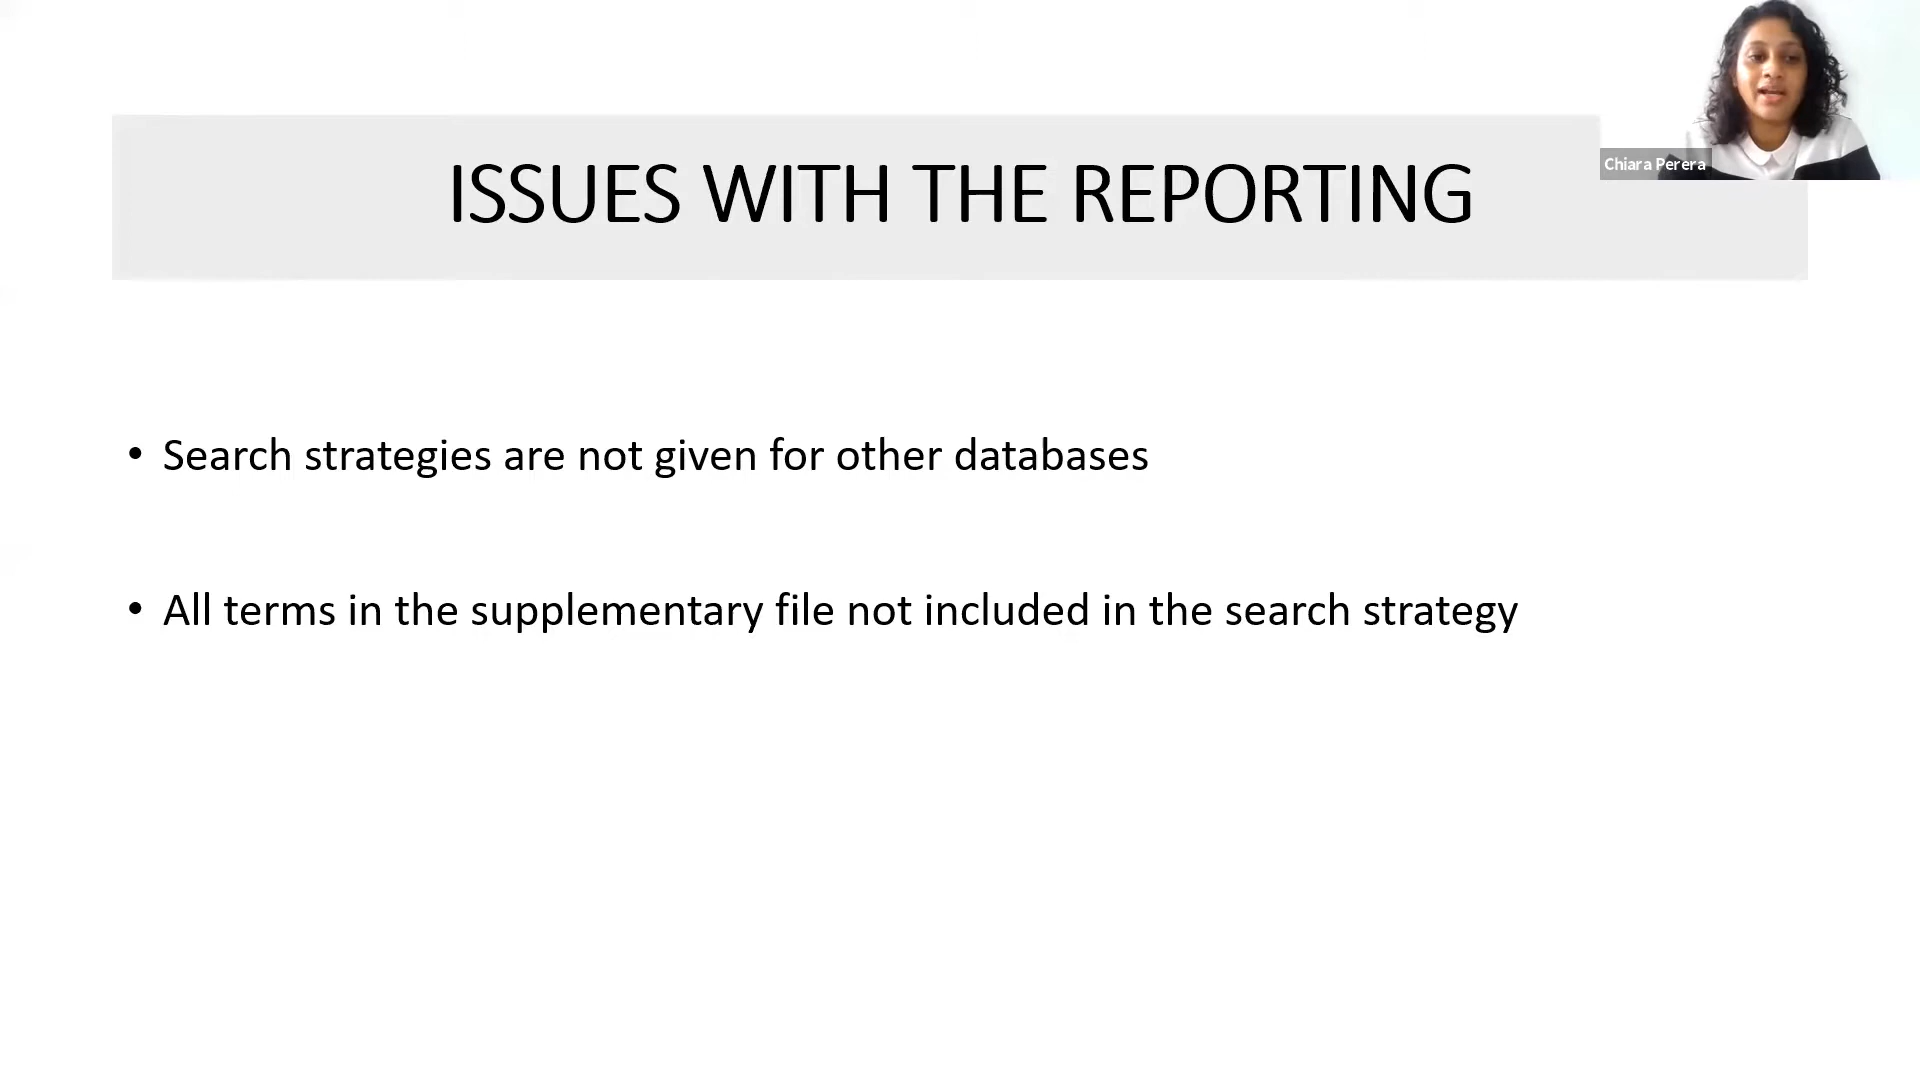 Chiara Perera
ISSUES WITH THE REPORTING
• Search strategies are not given for other databases
• All terms in the supplementary file not included in the search strategy